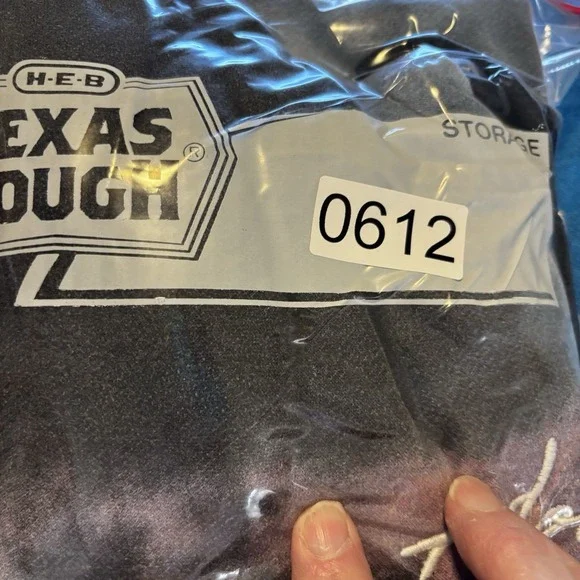 H-E-B
EXAS
OUGH®
STORAGE
0612